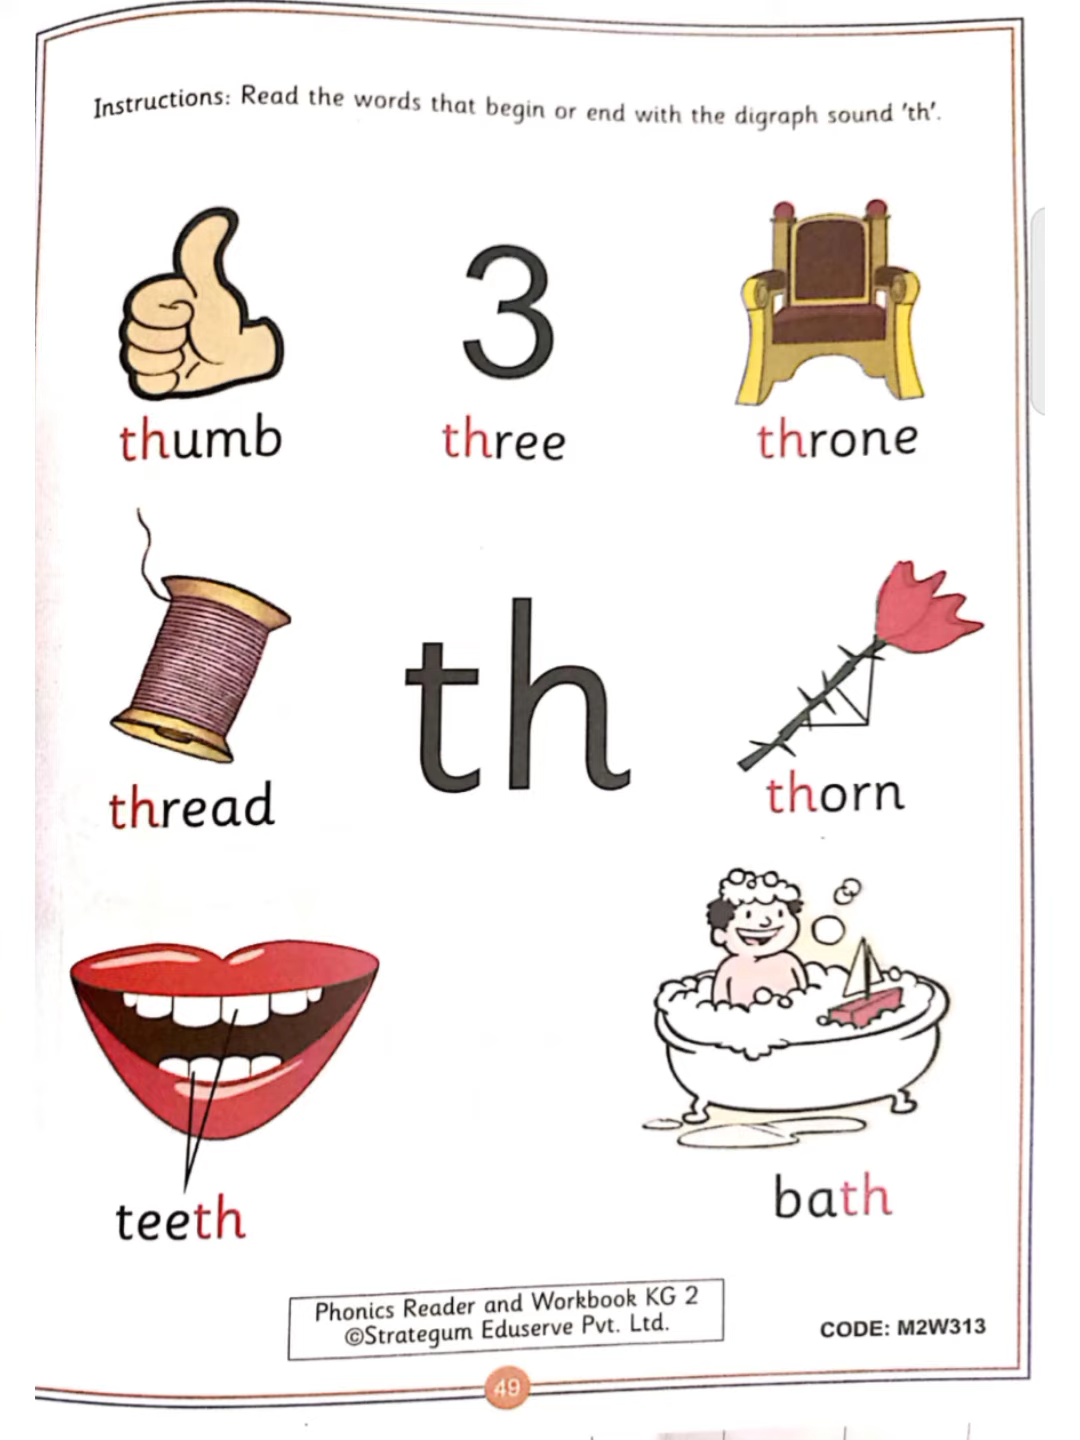 Instructions: Read the words that begin or end with the digraph sound 'th'.
3
thumb three throne
th
thread thorn
teeth bath
Phonics Reader and Workbook KG 2
©Strategum Eduserve Pvt. Ltd.
CODE: M2W313
49